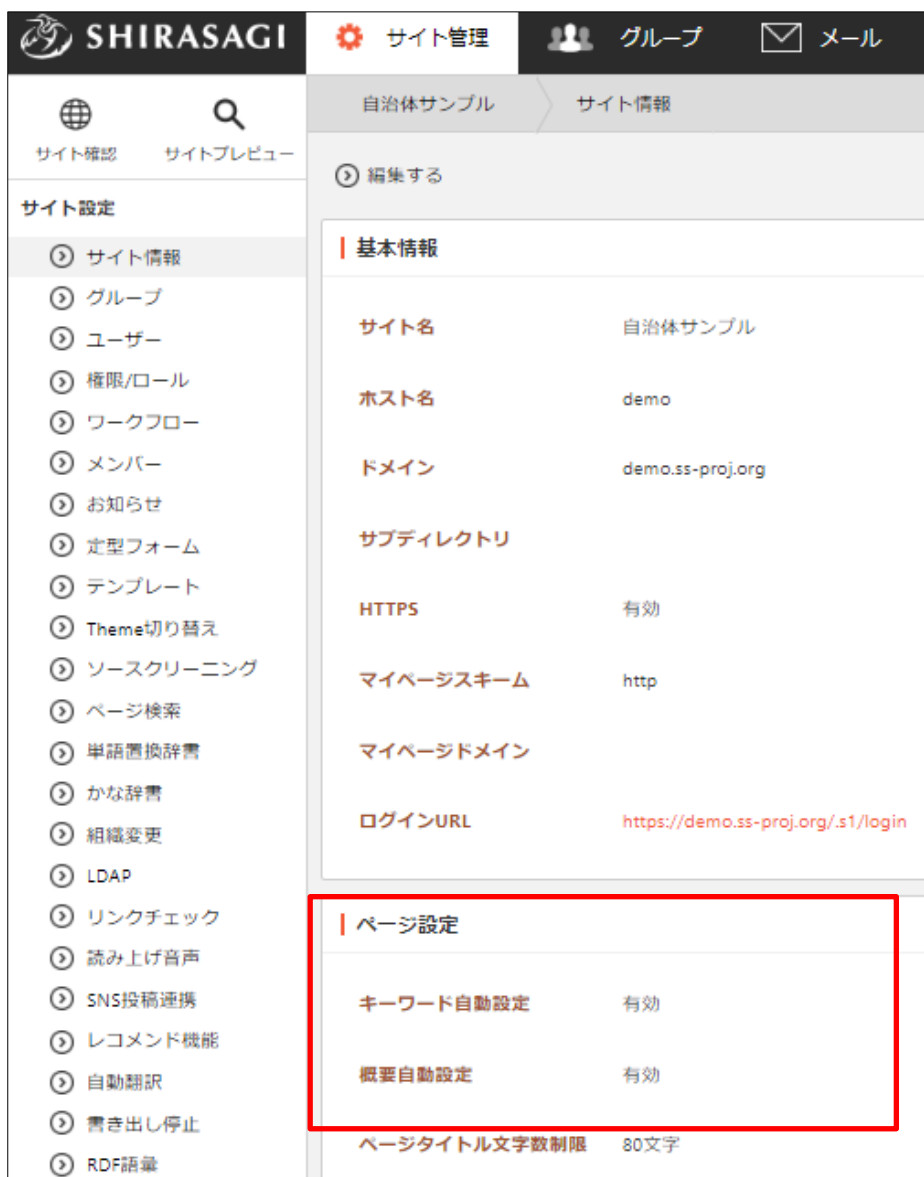 SHIRASAGI
サイト管理
グループ
メール
サイト確認
サイトプレビュー
サイト設定
サイト情報
グループ
ユーザー
権限/ロール
ワークフロー
メンバー
お知らせ
定型フォーム
テンプレート
Theme切り替え
ソースクリーニング
ページ検索
単語置換辞書
かな辞書
組織変更
LDAP
リンクチェック
読み上げ音声
SNS投稿連携
レコメンド機能
自動翻訳
書き出し停止
RDF語彙
自治体サンプル
サイト情報
編集する
基本情報
サイト名 自治体サンプル
ホスト名 demo
ドメイン demo.ss-proj.org
サブディレクトリ
HTTPS 有効
マイページスキーム http
マイページドメイン
ログインURL https://demo.ss-proj.org/.s1/login
ページ設定
キーワード自動設定 有効
概要自動設定 有効
ページタイトル文字数制限 80文字